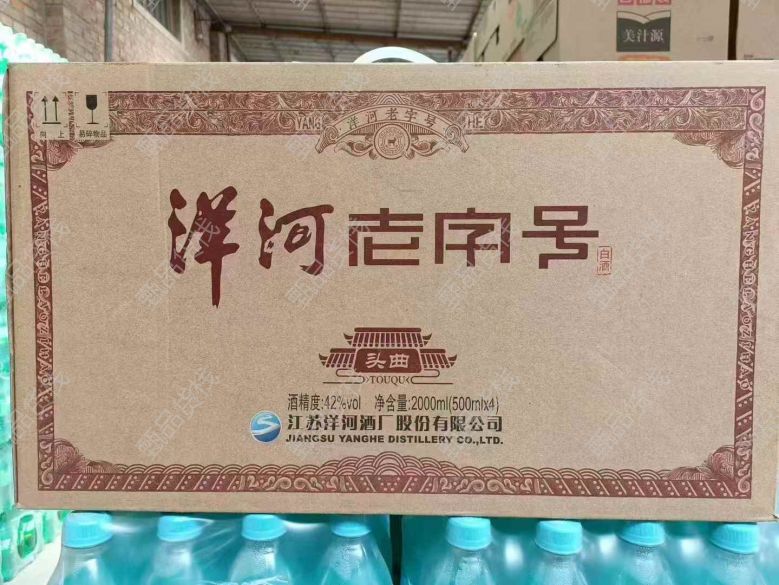 美汁源
向上
易碎物品
YANG
洋河老字号
HE
洋河老字号
白酒
头曲
TOUQU
酒精度:42%vol 净含量:2000ml(500mlx4)
江苏洋河酒厂股份有限公司
JIANGSU YANGHE DISTILLERY CO.,LTD.